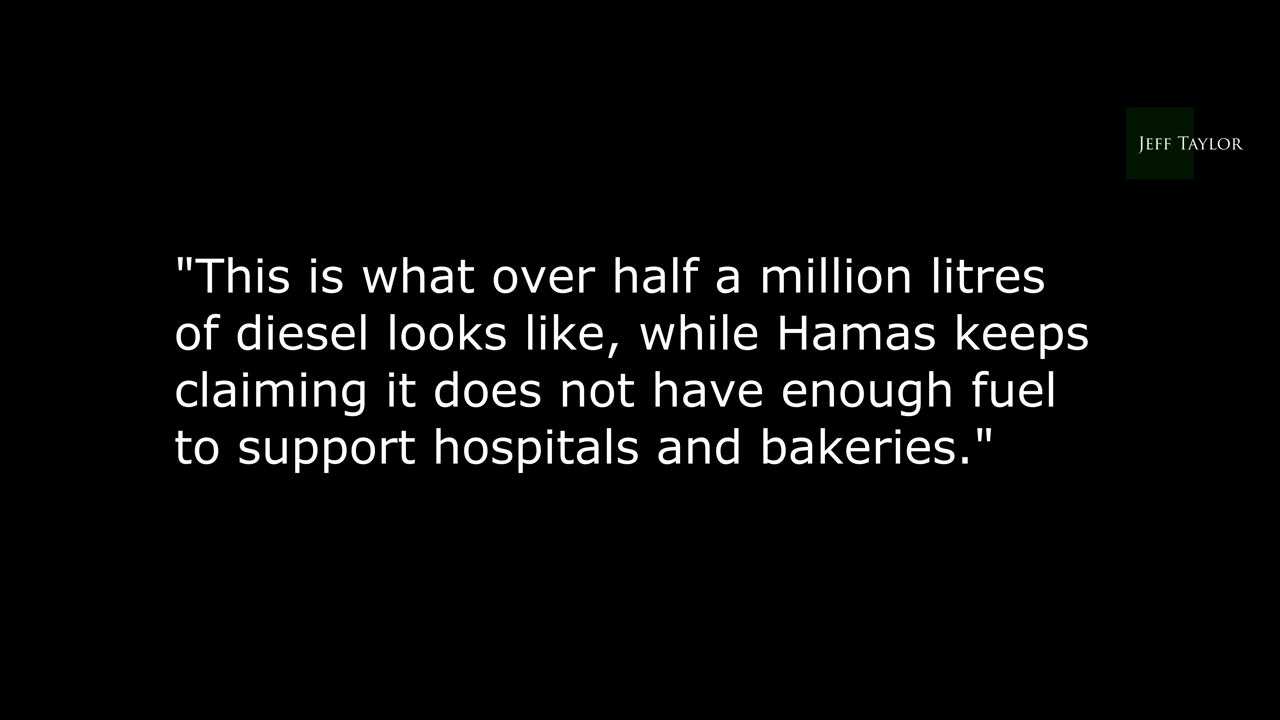 JEFF TAYLOR
"This is what over half a million litres
of diesel looks like, while Hamas keeps
claiming it does not have enough fuel
to support hospitals and bakeries."